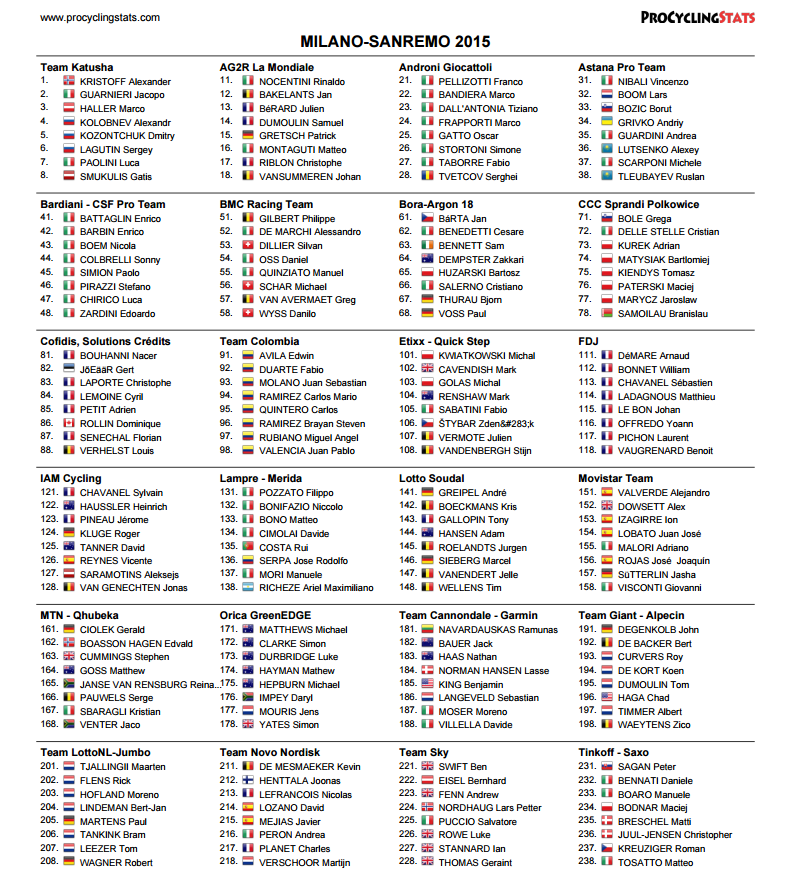 www.procyclingstats.com
PROCYCLINGSTATS
MILANO-SANREMO 2015
Team Katusha
1. KRISTOFF Alexander
2. GUARNIERI Jacopo
3. HALLER Marco
4. KOLOBNEV Alexandr
5. KOZONTCHUK Dmitry
6. LAGUTIN Sergey
7. PAOLINI Luca
8. SMUKULIS Gatis
AG2R La Mondiale
11. NOCENTINI Rinaldo
12. BAKELANTS Jan
13. BéRARD Julien
14. DUMOULIN Samuel
15. GRETSCH Patrick
16. MONTAGUTI Matteo
17. RIBLON Christophe
18. VANSUMMEREN Johan
Androni Giocattoli
21. PELLIZOTTI Franco
22. BANDIERA Marco
23. DALL'ANTONIA Tiziano
24. FRAPPORTI Marco
25. GATTO Oscar
26. STORTONI Simone
27. TABORRE Fabio
28. TVETCOV Serghei
Astana Pro Team
31. NIBALI Vincenzo
32. BOOM Lars
33. BOZIC Borut
34. GRIVKO Andriy
35. GUARDINI Andrea
36. LUTSENKO Alexey
37. SCARPONI Michele
38. TLEUBAYEV Ruslan
Bardiani - CSF Pro Team
41. BATTAGLIN Enrico
42. BARBIN Enrico
43. BOEM Nicola
44. COLBRELLI Sonny
45. SIMION Paolo
46. PIRAZZI Stefano
47. CHIRICO Luca
48. ZARDINI Edoardo
BMC Racing Team
51. GILBERT Philippe
52. DE MARCHI Alessandro
53. DILLIER Silvan
54. OSS Daniel
55. QUINZIATO Manuel
56. SCHAR Michael
57. VAN AVERMAET Greg
58. WYSS Danilo
Bora-Argon 18
61. BáRTA Jan
62. BENEDETTI Cesare
63. BENNETT Sam
64. DEMPSTER Zakkari
65. HUZARSKI Bartosz
66. SALERNO Cristiano
67. THURAU Bjorn
68. VOSS Paul
CCC Sprandi Polkowice
71. BOLE Grega
72. DELLE STELLE Cristian
73. KUREK Adrian
74. MATYSIAK Bartlomiej
75. KIENDYS Tomasz
76. PATERSKI Maciej
77. MARYCZ Jaroslaw
78. SAMOILAU Branislau
Cofidis, Solutions Crédits
81. BOUHANNI Nacer
82. JõEääR Gert
83. LAPORTE Christophe
84. LEMOINE Cyril
85. PETIT Adrien
86. ROLLIN Dominique
87. SENECHAL Florian
88. VERHELST Louis
Team Colombia
91. AVILA Edwin
92. DUARTE Fabio
93. MOLANO Juan Sebastian
94. RAMIREZ Carlos Mario
95. QUINTERO Carlos
96. RAMIREZ Brayan Steven
97. RUBIANO Miguel Angel
98. VALENCIA Juan Pablo
Etixx - Quick Step
101. KWIATKOWSKI Michal
102. CAVENDISH Mark
103. GOLAS Michal
104. RENSHAW Mark
105. SABATINI Fabio
106. ŠTYBAR Zden&#283;k
107. VERMOTE Julien
108. VANDENBERGH Stijn
FDJ
111. DéMARE Arnaud
112. BONNET William
113. CHAVANEL Sébastien
114. LADAGNOUS Matthieu
115. LE BON Johan
116. OFFREDO Yoann
117. PICHON Laurent
118. VAUGRENARD Benoit
IAM Cycling
121. CHAVANEL Sylvain
122. HAUSSLER Heinrich
123. PINEAU Jérome
124. KLUGE Roger
125. TANNER David
126. REYNES Vicente
127. SARAMOTINS Aleksejs
128. VAN GENECHTEN Jonas
Lampre - Merida
131. POZZATO Filippo
132. BONIFAZIO Niccolo
133. BONO Matteo
134. CIMOLAI Davide
135. COSTA Rui
136. SERPA Jose Rodolfo
137. MORI Manuele
138. RICHEZE Ariel Maximiliano
Lotto Soudal
141. GREIPEL André
142. BOECKMANS Kris
143. GALLOPIN Tony
144. HANSEN Adam
145. ROELANDTS Jurgen
146. SIEBERG Marcel
147. VANENDERT Jelle
148. WELLENS Tim
Movistar Team
151. VALVERDE Alejandro
152. DOWSETT Alex
153. IZAGIRRE Ion
154. LOBATO Juan José
155. MALORI Adriano
156. ROJAS José Joaquin
157. SüTTERLIN Jasha
158. VISCONTI Giovanni
MTN - Qhubeka
161. CIOLEK Gerald
162. BOASSON HAGEN Edvald
163. CUMMINGS Stephen
164. GOSS Matthew
165. JANSE VAN RENSBURG Reina...
166. PAUWELS Serge
167. SBARAGLI Kristian
168. VENTER Jaco
Orica GreenEDGE
171. MATTHEWS Michael
172. CLARKE Simon
173. DURBRIDGE Luke
174. HAYMAN Mathew
175. HEPBURN Michael
176. IMPEY Daryl
177. MOURIS Jens
178. YATES Simon
Team Cannondale - Garmin
181. NAVARDAUSKAS Ramunas
182. BAUER Jack
183. HAAS Nathan
184. NORMAN HANSEN Lasse
185. KING Benjamin
186. LANGEVELD Sebastian
187. MOSER Moreno
188. VILLELLA Davide
Team Giant - Alpecin
191. DEGENKOLB John
192. DE BACKER Bert
193. CURVERS Roy
194. DE KORT Koen
195. DUMOULIN Tom
196. HAGA Chad
197. TIMMER Albert
198. WAEYTENS Zico
Team LottoNL-Jumbo
201. TJALLINGII Maarten
202. FLENS Rick
203. HOFLAND Moreno
204. LINDEMAN Bert-Jan
205. MARTENS Paul
206. TANKINK Bram
207. LEEZER Tom
208. WAGNER Robert
Team Novo Nordisk
211. DE MESMAEKER Kevin
212. HENTTALA Joonas
213. LEFRANCOIS Nicolas
214. LOZANO David
215. MEJIAS Javier
216. PERON Andrea
217. PLANET Charles
218. VERSCHOOR Martijn
Team Sky
221. SWIFT Ben
222. EISEL Bernhard
223. FENN Andrew
224. NORDHAUG Lars Petter
225. PUCCIO Salvatore
226. ROWE Luke
227. STANNARD Ian
228. THOMAS Geraint
Tinkoff - Saxo
231. SAGAN Peter
232. BENNATI Daniele
233. BOARO Manuele
234. BODNAR Maciej
235. BRESCHEL Matti
236. JUUL-JENSEN Christopher
237. KREUZIGER Roman
238. TOSATTO Matteo